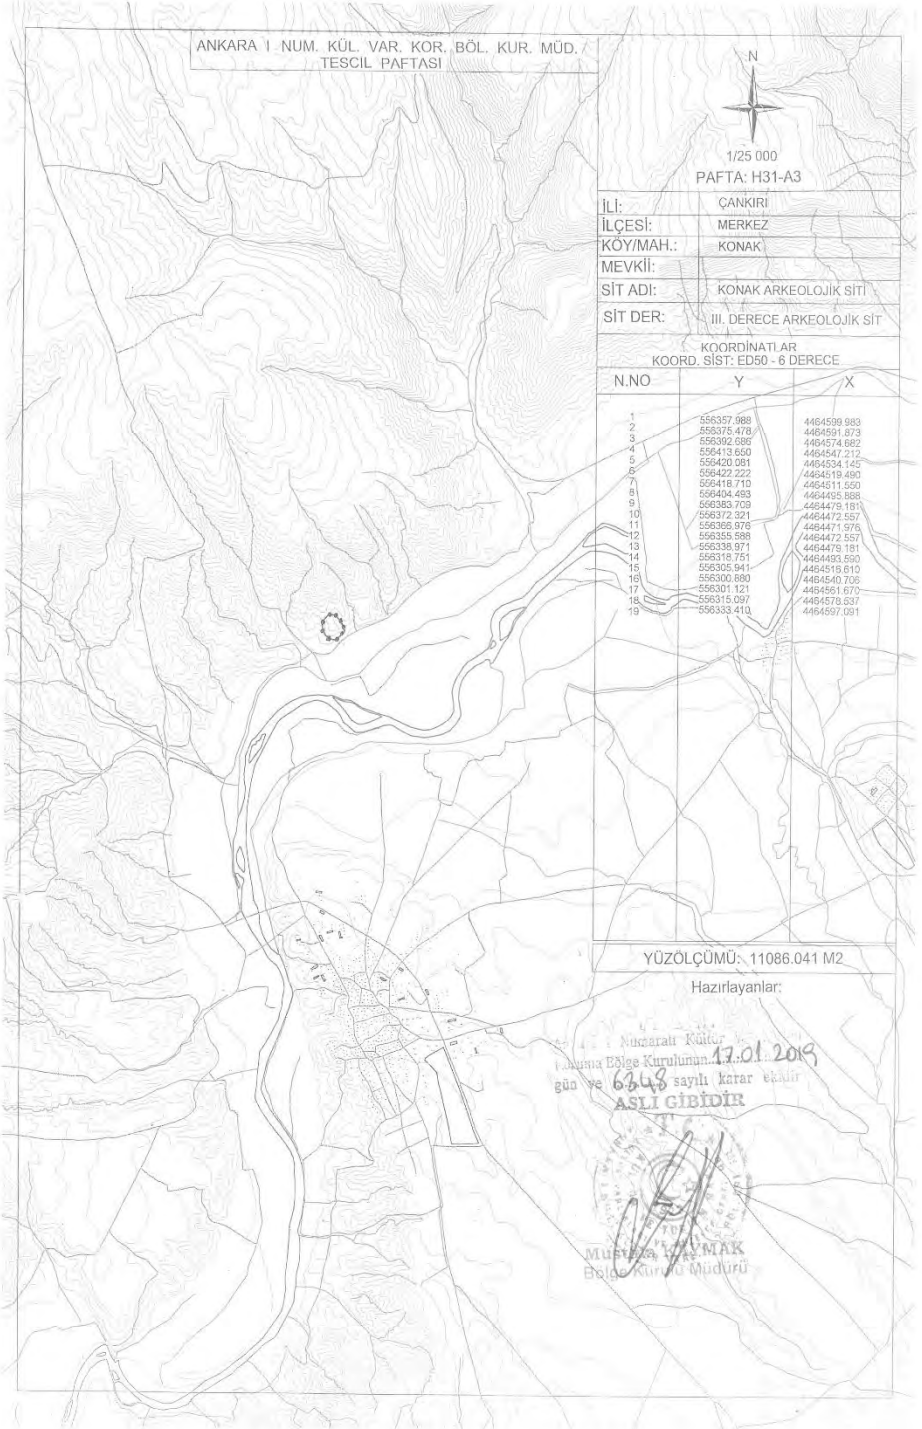 ANKARA I NUM. KÜL. VAR. KOR. BÖL. KUR. MÜD.
TESCIL PAFTASI
N
1/25 000
PAFTA: H31-A3
İLİ: ÇANKIRI
İLÇESİ: MERKEZ
KÖY/MAH.: KONAK
MEVKİİ:
SİT ADI: KONAK ARKEOLOJİK SİTİ
SİT DER: III. DERECE ARKEOLOJİK SİT
KOORDİNATLAR
KOORD. SİST: ED50 - 6 DERECE
N.NO Y X
1 556357.988 4464599.983
2 556375.478 4464591.873
3 556392.686 4464574.682
4 556413.650 4464547.212
5 556420.081 4464534.145
6 556422.222 4464519.490
7 556418.710 4464511.550
8 556404.493 4464495.888
9 556383.709 4464479.181
10 556372.321 4464472.557
11 556366.976 4464471.976
12 556355.588 4464472.557
13 556338.971 4464479.181
14 556318.751 4464493.590
15 556305.941 4464516.610
16 556300.880 4464540.706
17 556301.121 4464561.670
18 556315.097 4464578.537
19 556333.410 4464597.091
YÜZÖLÇÜMÜ: 11086.041 M2
Hazırlayanlar:
Numaralı Kültür
Bölge Kurulunun 17.01.2019
gün ve 6348 sayılı karar ekidir
ASLI GİBİDİR
Mustafa KAYMAK
Bölge Kurulu Müdürü